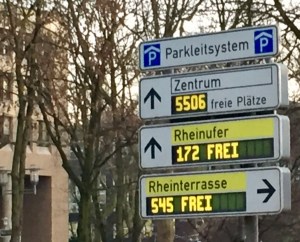 P Parkleitsystem P
Zentrum
5506 freie Plätze
Rheinufer
172 FREI
Rheinterrasse
545 FREI